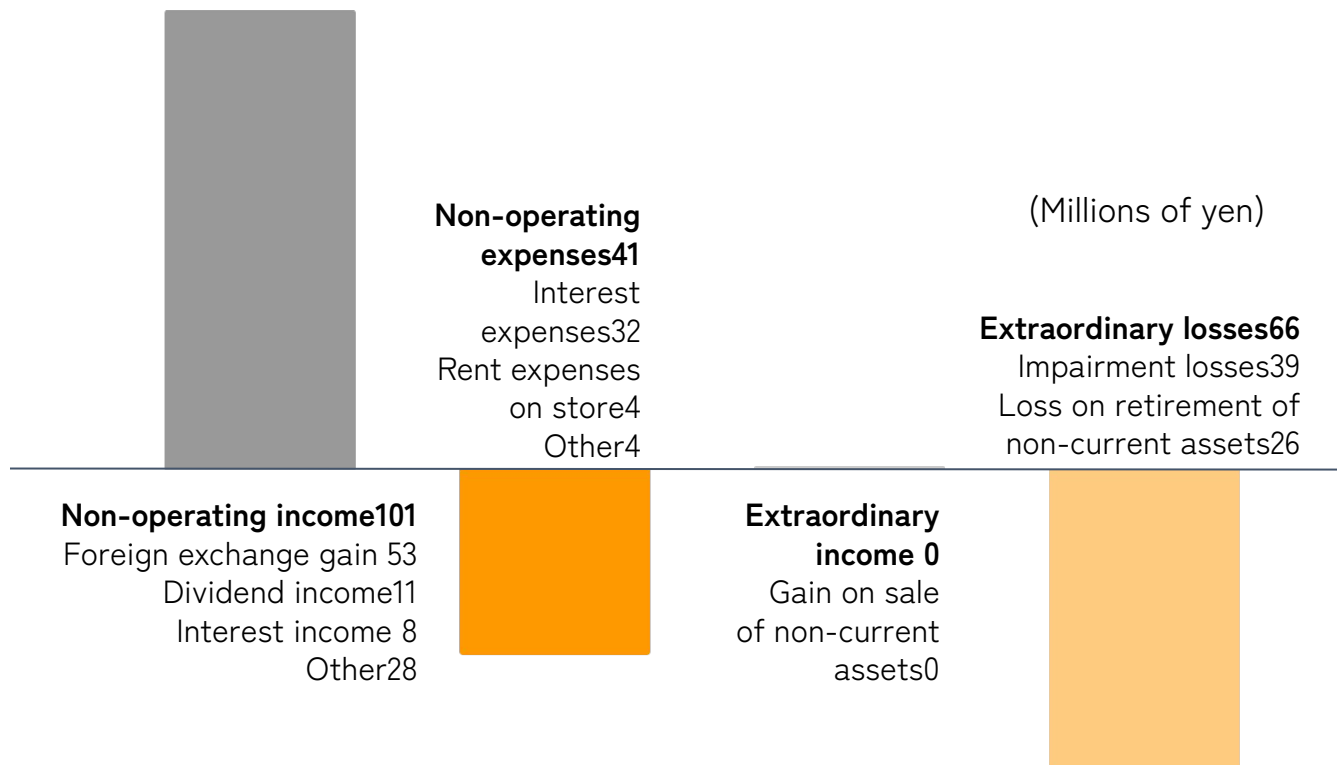 Non-operating
expenses41
Interest
expenses32
Rent expenses
on store4
Other4
(Millions of yen)
Extraordinary losses66
Impairment losses39
Loss on retirement of
non-current assets26
Non-operating income101
Foreign exchange gain 53
Dividend income11
Interest income 8
Other28
Extraordinary
income 0
Gain on sale
of non-current
assets0